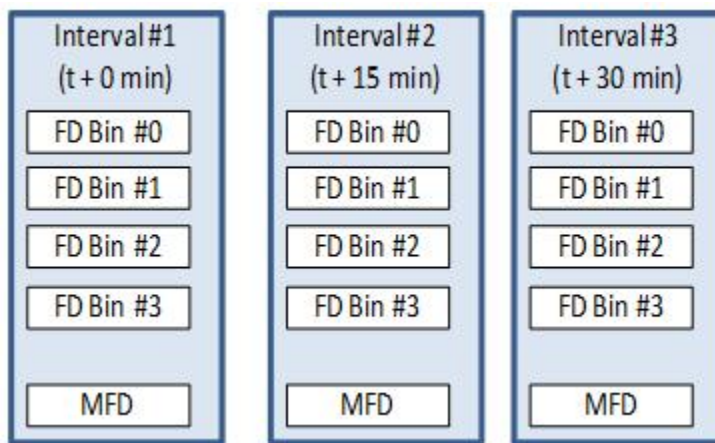 Interval #1
(t + 0 min)
FD Bin #0
FD Bin #1
FD Bin #2
FD Bin #3
MFD
Interval #2
(t + 15 min)
FD Bin #0
FD Bin #1
FD Bin #2
FD Bin #3
MFD
Interval #3
(t + 30 min)
FD Bin #0
FD Bin #1
FD Bin #2
FD Bin #3
MFD